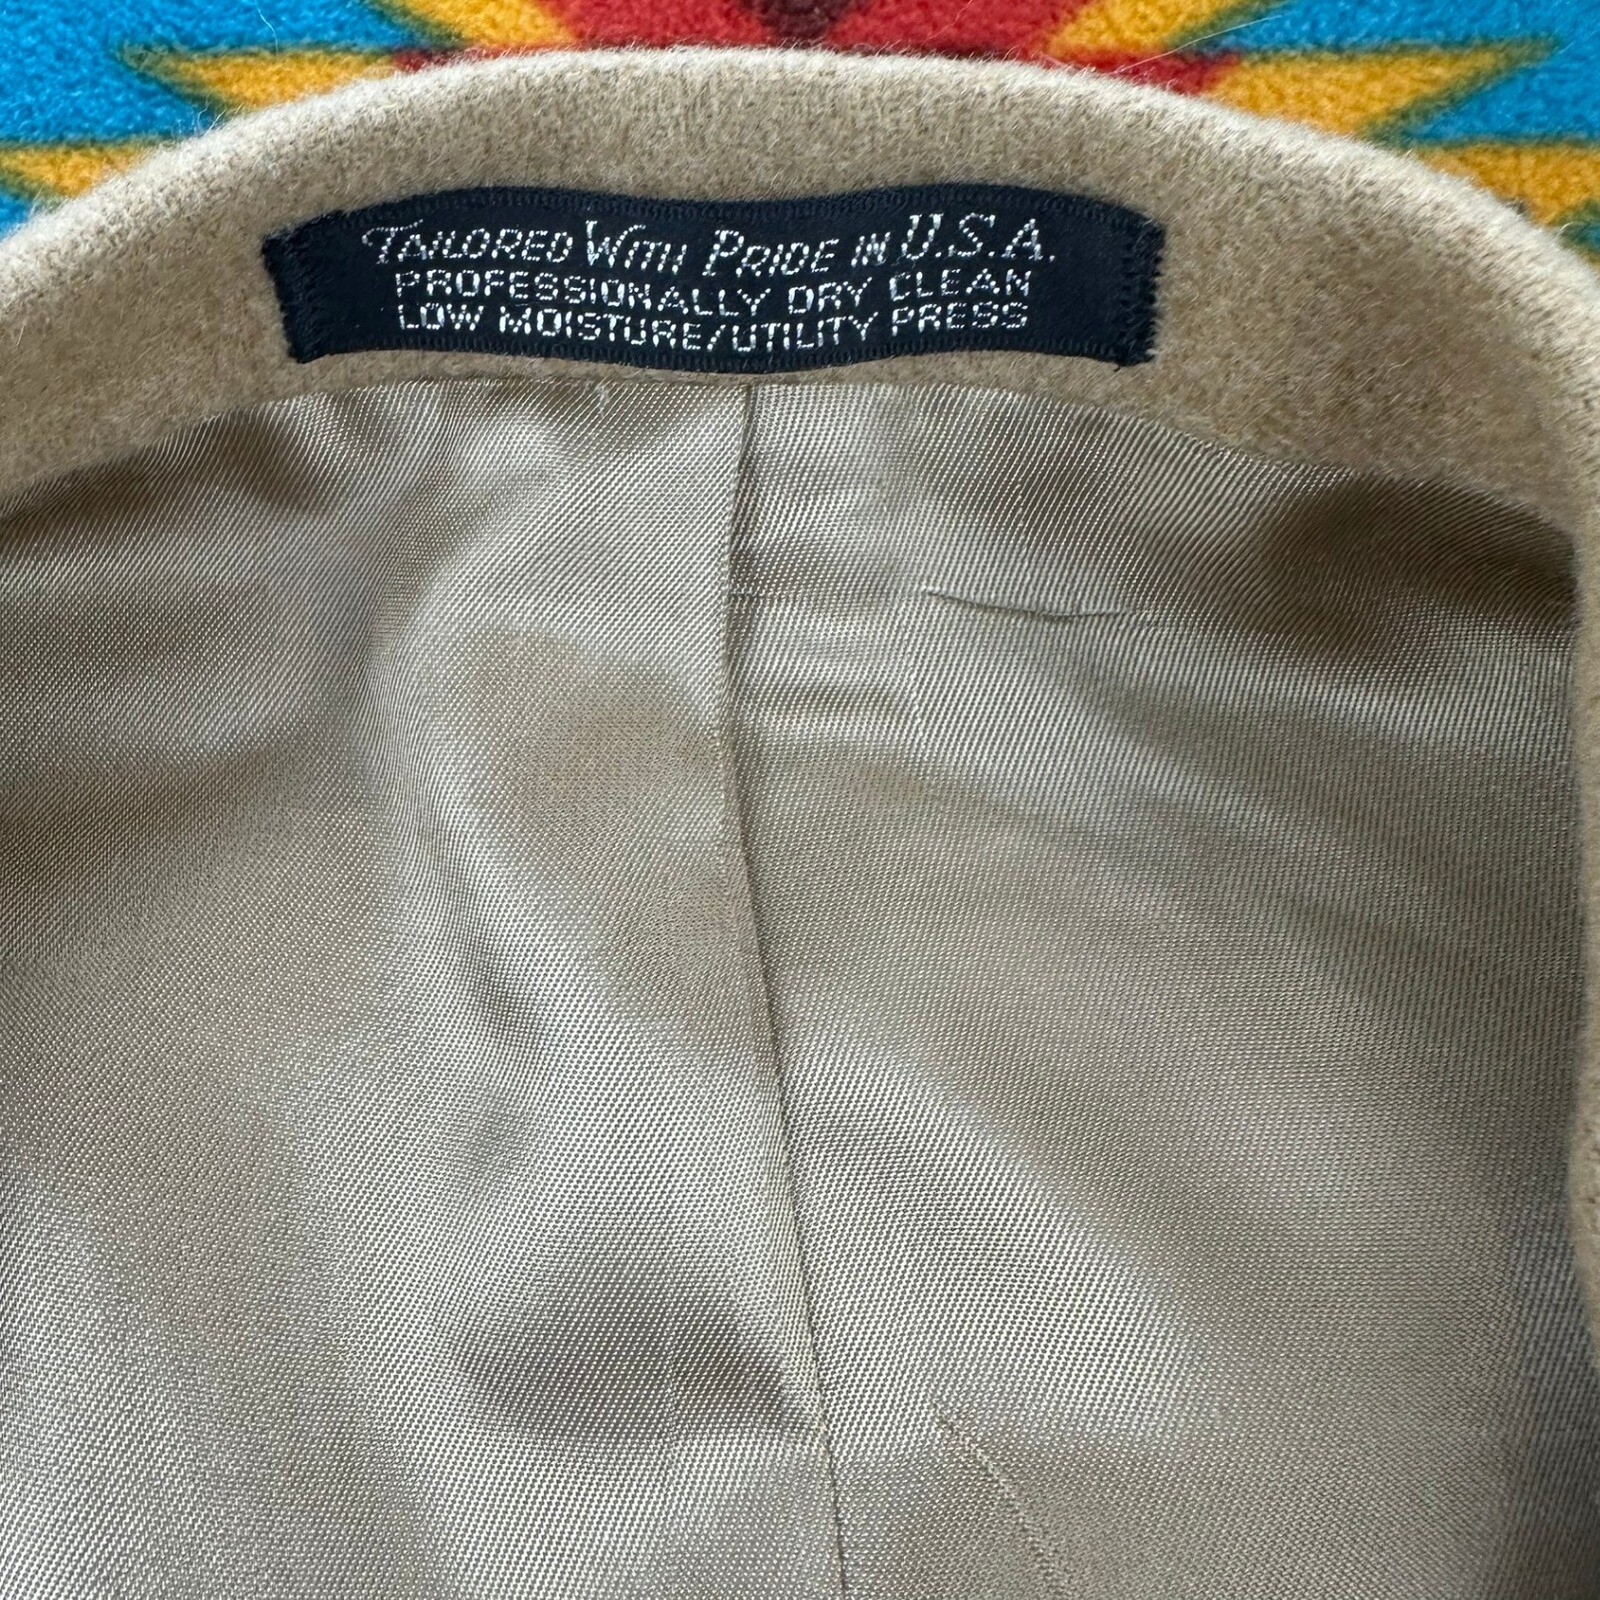 TAILORED WITH PRIDE IN U.S.A.
PROFESSIONALLY DRY CLEAN
LOW MOISTURE/UTILITY PRESS